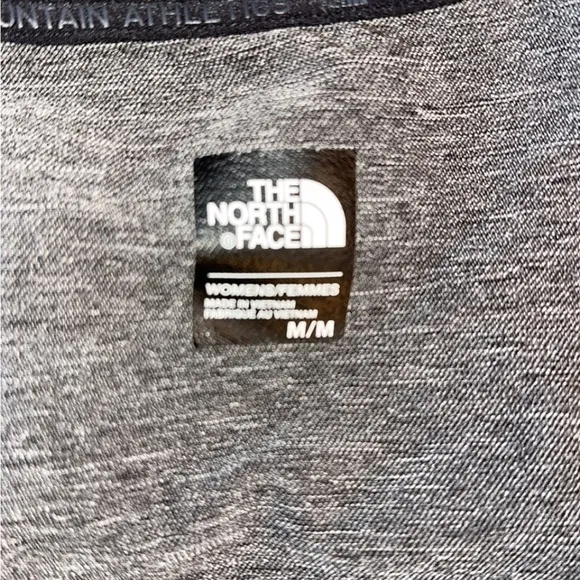 UNTAIN ATHLETICS
THE
NORTH
FACE
WOMENS/FEMMES
MADE IN VIETNAM
FABRIQUÉ AU VIETNAM
M/M